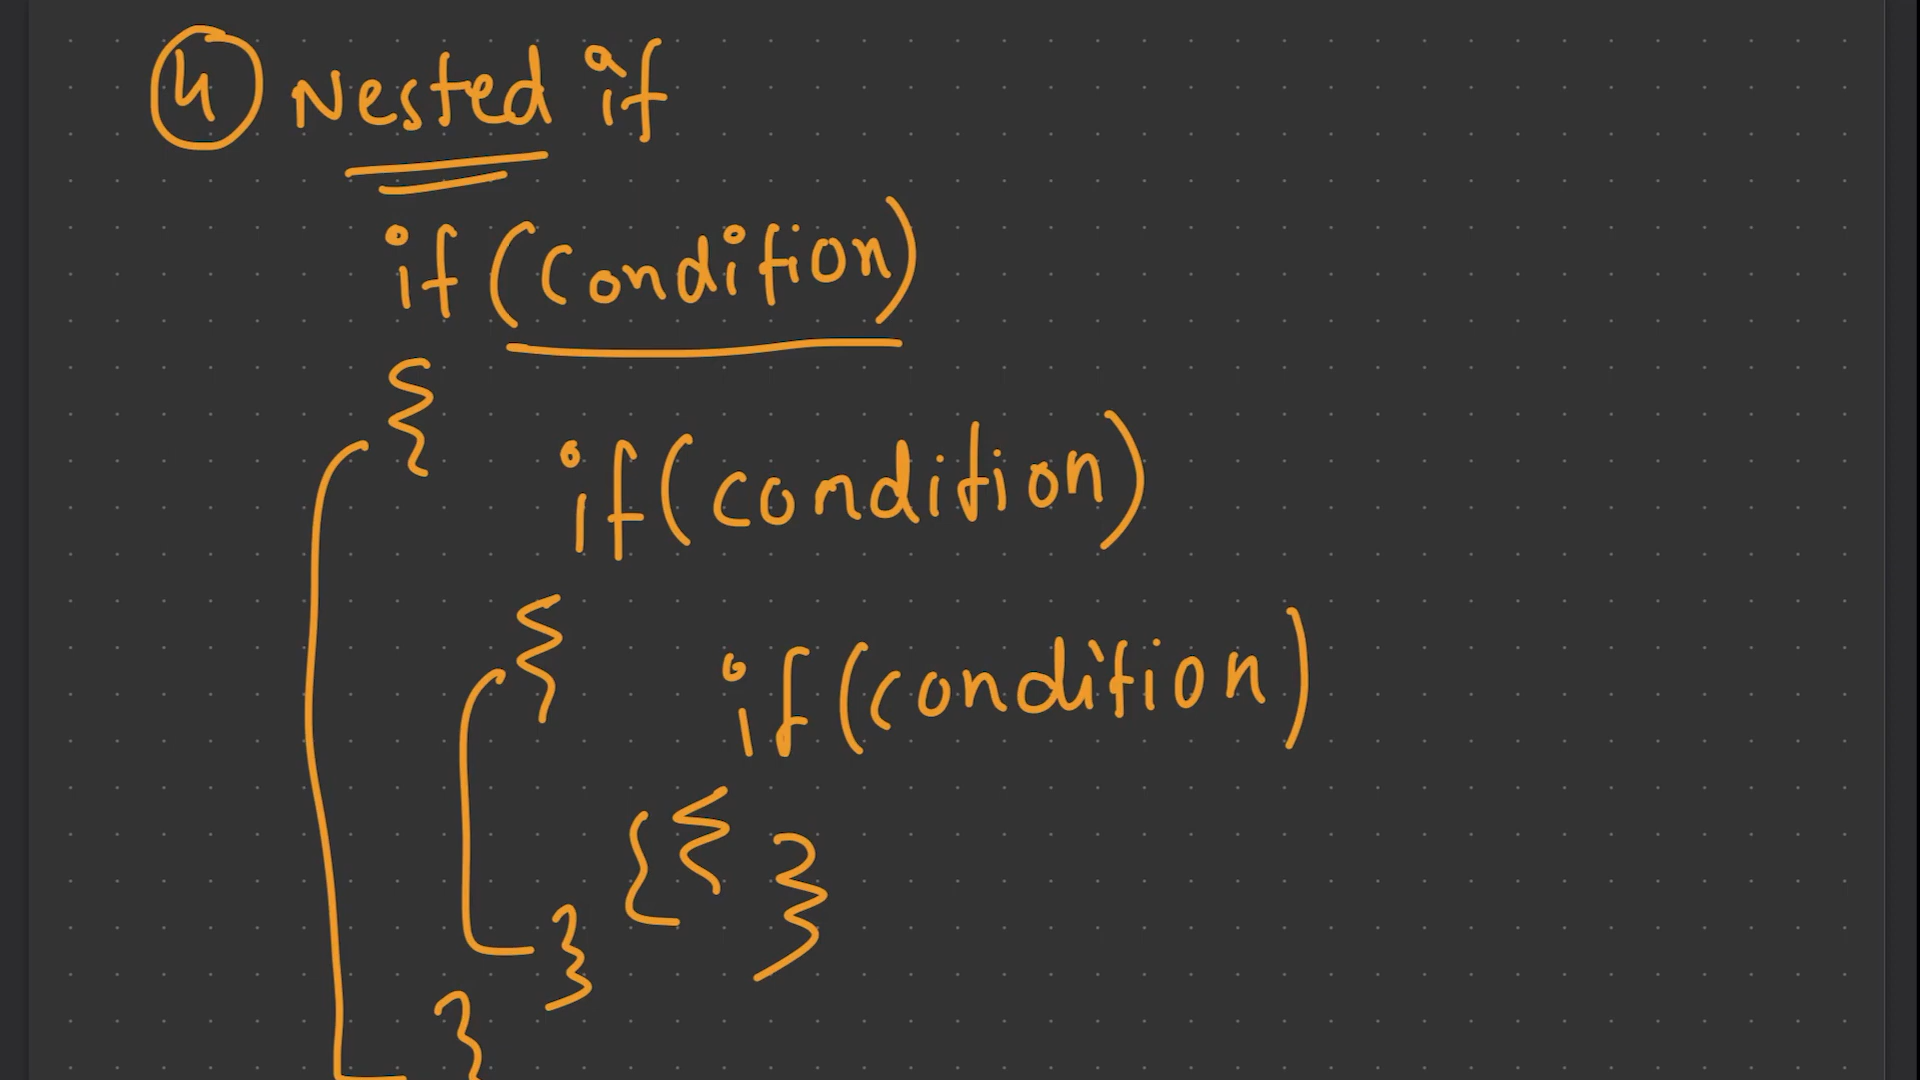 4 Nested if
if (Condition)
{
if (condition)
{
if (condition)
{
}
}
}